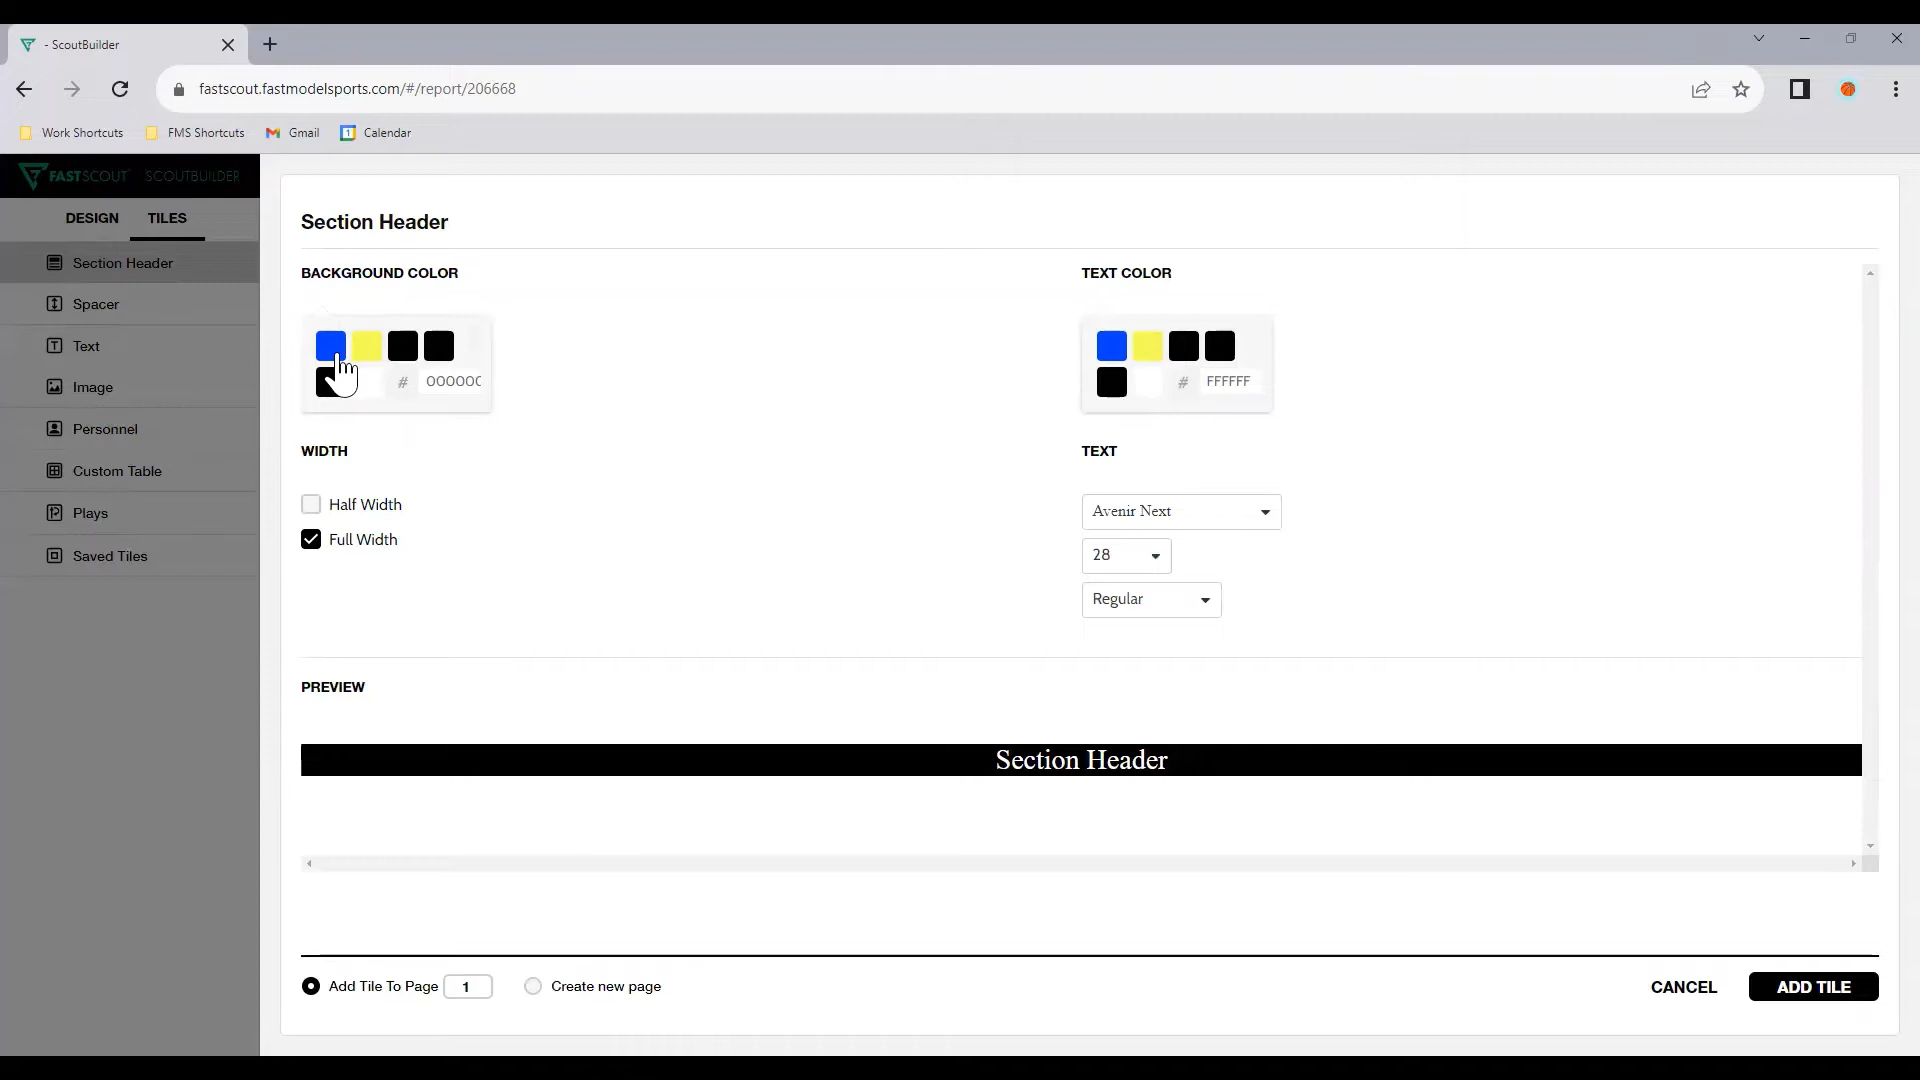 - ScoutBuilder
fastscout.fastmodelsports.com/#/report/206668
Work Shortcuts
FMS Shortcuts
1
Gmail
Calendar
FASTSCOUT SCOUTBUILDER
DESIGN
TILES
Section Header
Spacer
Text
Image
Personnel
Custom Table
Plays
Saved Tiles
Section Header
BACKGROUND COLOR
# 000000
TEXT COLOR
# FFFFFF
WIDTH
Half Width
Full Width
TEXT
Avenir Next
28
Regular
PREVIEW
Section Header
Add Tile To Page 1
Create new page
CANCEL
ADD TILE